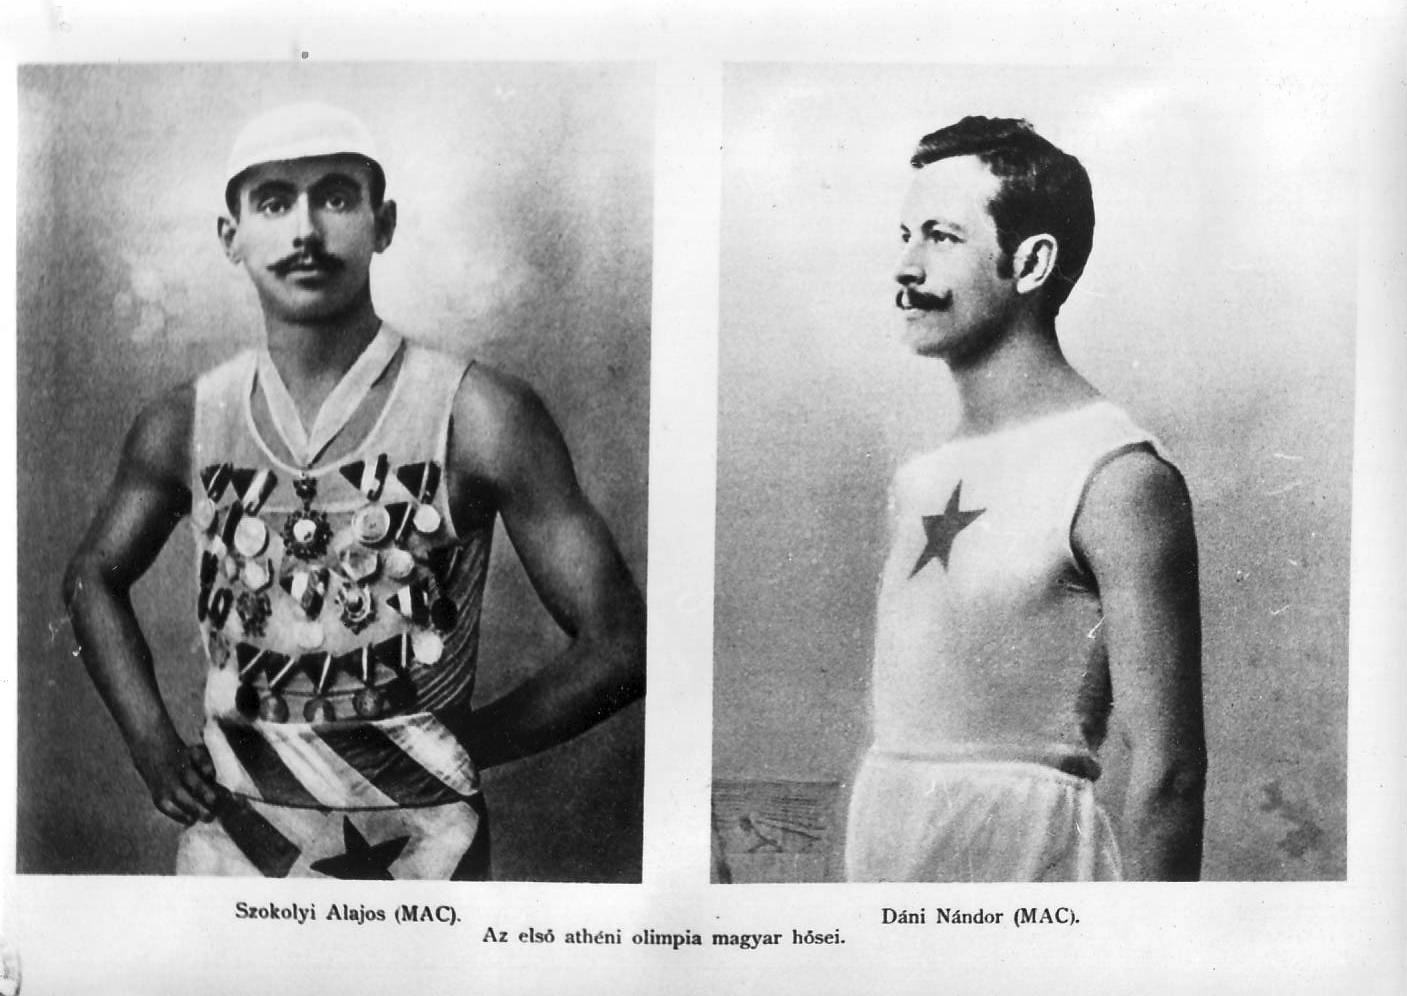 Szokolyi Alajos (MAC).
Dáni Nándor (MAC).
Az első athéni olimpia magyar hősei.